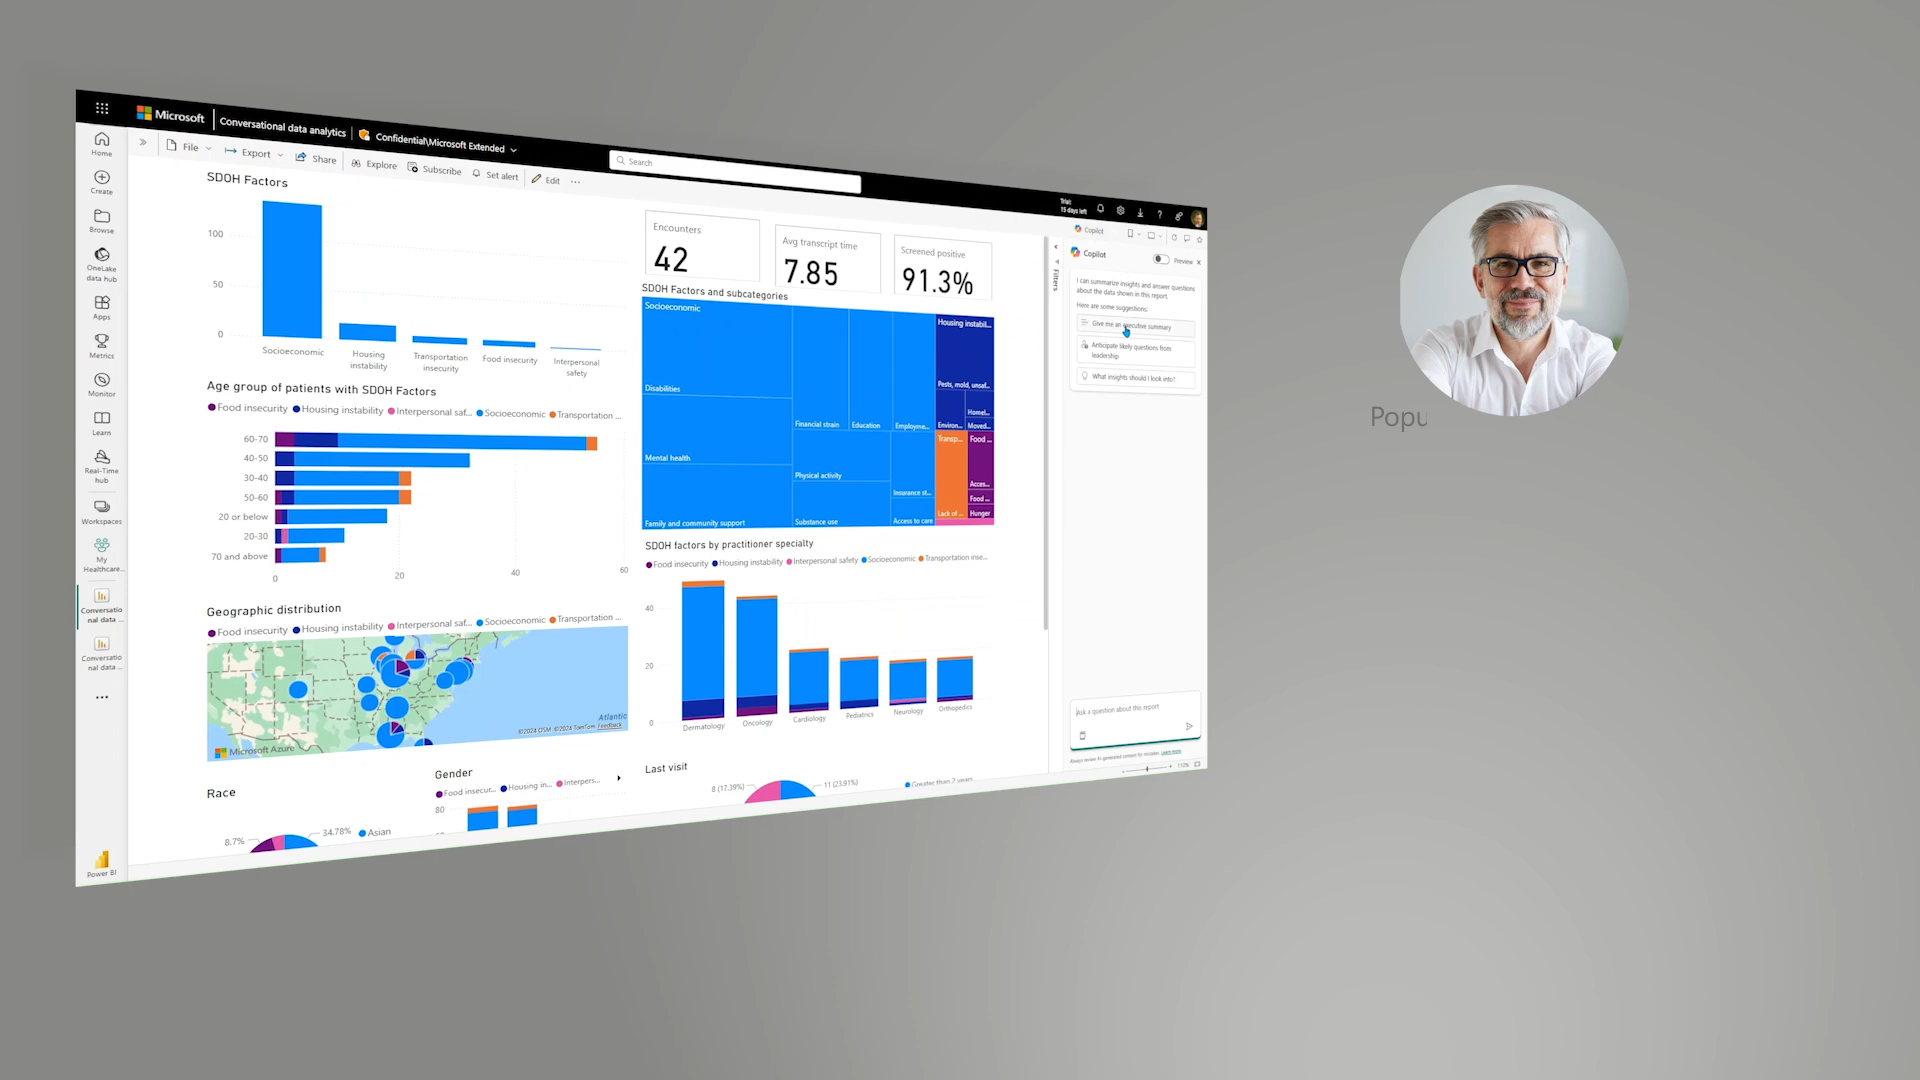 Microsoft
Conversational data analytics
Confidential\Microsoft Extended
Search
Trial:
15 days left
Home
Create
Browse
OneLake
data hub
Apps
Metrics
Monitor
Learn
Real-Time
hub
Workspaces
My
Healthcare...
Conversatio
nal data ...
Conversatio
nal data ...
...
Power BI
File
Export
Share
Explore
Subscribe
Set alert
Edit
...
SDOH Factors
100
50
0
Socioeconomic
Housing
instability
Transportation
insecurity
Food insecurity
Interpersonal
safety
Age group of patients with SDOH Factors
Food insecurity Housing instability Interpersonal saf... Socioeconomic Transportation ...
60-70
40-50
30-40
50-60
20 or below
20-30
70 and above
0 20 40 60
Geographic distribution
Food insecurity Housing instability Interpersonal saf... Socioeconomic Transportation ...
Atlantic
©2024 OSM ©2024 TomTom Feedback
Microsoft Azure
Race
8.7%
34.78%
Asian
Gender
Food insecur... Housing in... Interpers...
80
Encounters
42
Avg transcript time
7.85
Screened positive
91.3%
SDOH Factors and subcategories
Socioeconomic
Disabilities
Mental health
Family and community support
Financial strain
Education
Employme...
Physical activity
Insurance st...
Substance use
Access to care
Housing instabil...
Pests, mold, unsaf...
Environ...
Homel...
Moved...
Transp...
Lack of ...
Food ...
Acces...
Food ...
Hunger
SDOH factors by practitioner specialty
Food insecurity Housing instability Interpersonal safety Socioeconomic Transportation inse...
40
20
0
Dermatology
Oncology
Cardiology
Pediatrics
Neurology
Orthopedics
Last visit
8 (17.39%)
11 (23.91%)
Greater than 2 years
Filters
Copilot
Copilot
Preview
I can summarize insights and answer questions
about the data shown in this report.
Here are some suggestions:
Give me an executive summary
Anticipate likely questions from
leadership
What insights should I look into?
Ask a question about this report
Always review AI-generated content for mistakes. Learn more
112%
Popu